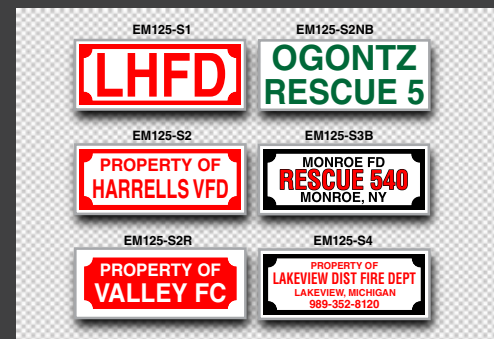 EM125-S1
LHFD
EM125-S2NB
OGONTZ
RESCUE 5
EM125-S2
PROPERTY OF
HARRELLS VFD
EM125-S3B
MONROE FD
RESCUE 540
MONROE, NY
EM125-S2R
PROPERTY OF
VALLEY FC
EM125-S4
PROPERTY OF
LAKEVIEW DIST FIRE DEPT
LAKEVIEW, MICHIGAN
989-352-8120